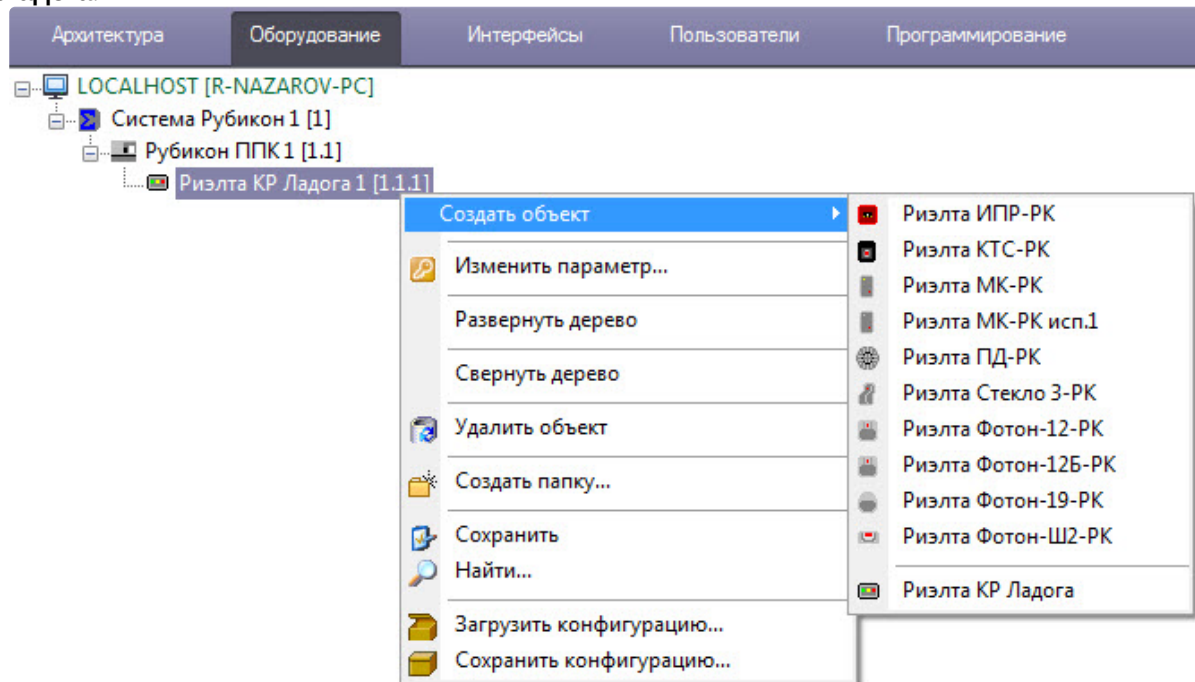 Архитектура Оборудование Интерфейсы Пользователи Программирование
LOCALHOST [R-NAZAROV-PC]
Система Рубикон 1 [1]
Рубикон ППК 1 [1.1]
Риэлта КР Ладога 1 [1.1.1]
Создать объект
Изменить параметр...
Развернуть дерево
Свернуть дерево
Удалить объект
Создать папку...
Сохранить
Найти...
Загрузить конфигурацию...
Сохранить конфигурацию...
Риэлта ИПР-РК
Риэлта КТС-РК
Риэлта МК-РК
Риэлта МК-РК исп.1
Риэлта ПД-РК
Риэлта Стекло 3-РК
Риэлта Фотон-12-РК
Риэлта Фотон-12Б-РК
Риэлта Фотон-19-РК
Риэлта Фотон-Ш2-РК
Риэлта КР Ладога